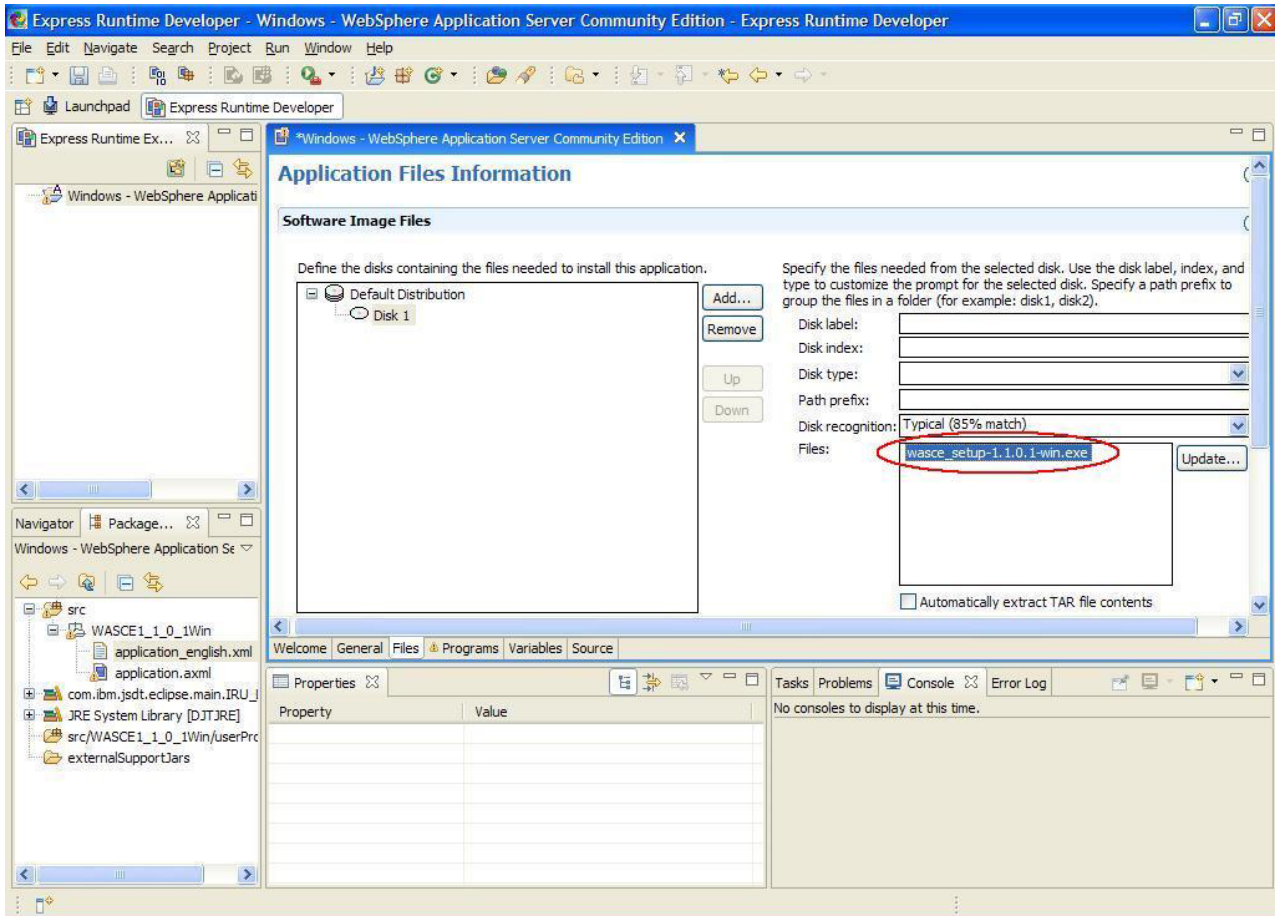 Express Runtime Developer - Windows - WebSphere Application Server Community Edition - Express Runtime Developer
File Edit Navigate Search Project Run Window Help
Launchpad Express Runtime Developer
Express Runtime Ex...
Windows - WebSphere Applicati
*Windows - WebSphere Application Server Community Edition
Application Files Information
Software Image Files
Define the disks containing the files needed to install this application.
Default Distribution
Disk 1
Add...
Remove
Up
Down
Specify the files needed from the selected disk. Use the disk label, index, and
type to customize the prompt for the selected disk. Specify a path prefix to
group the files in a folder (for example: disk1, disk2).
Disk label:
Disk index:
Disk type:
Path prefix:
Disk recognition: Typical (85% match)
Files: wasce_setup-1.1.0.1-win.exe
Update...
Automatically extract TAR file contents
Welcome General Files Programs Variables Source
Navigator Package...
Windows - WebSphere Application Se
src
WASCE1_1_0_1Win
application_english.xml
application.axml
com.ibm.jsdt.eclipse.main.IRU_
JRE System Library [DJTJRE]
src/WASCE1_1_0_1Win/userPro
externalSupportJars
Properties
Property Value
Tasks Problems Console Error Log
No consoles to display at this time.